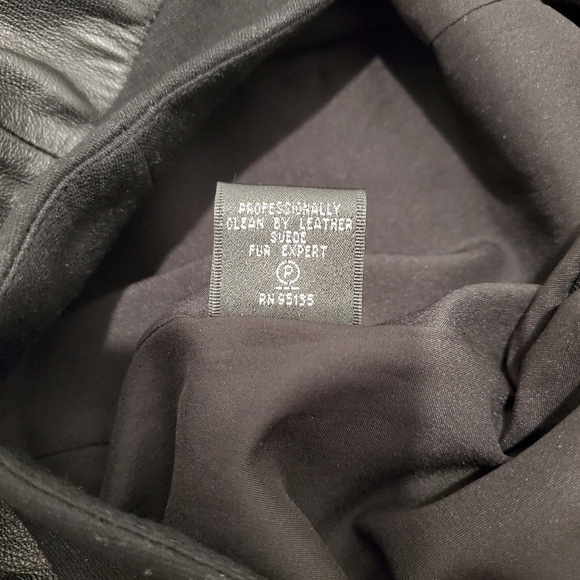 PROFESSIONALLY
CLEAN BY LEATHER
SUEDE
FUR EXPERT
P
RN 95135